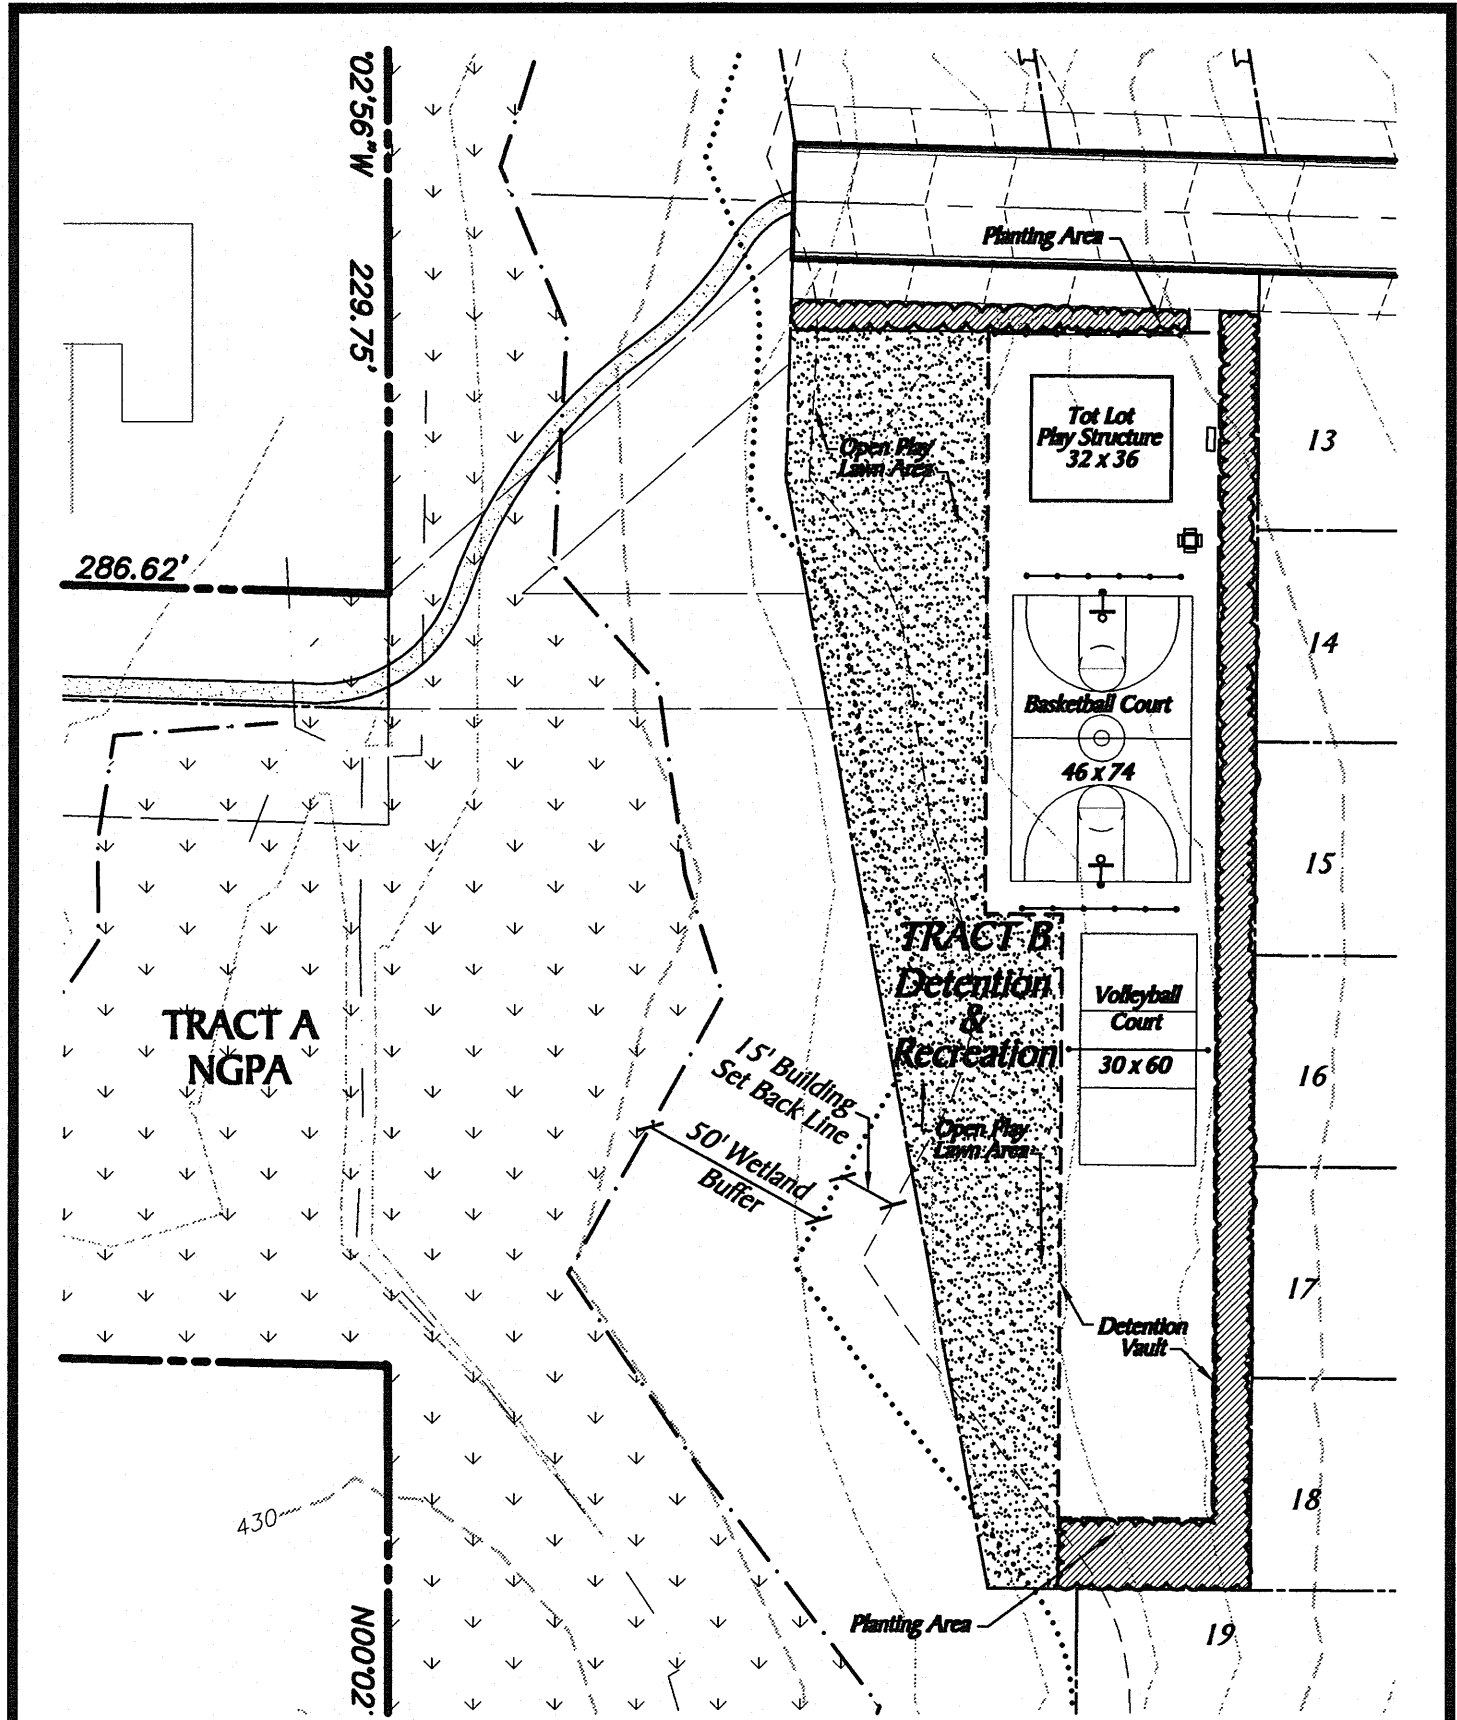 '02'56"W 229.75'
Planting Area
Tot Lot
Play Structure
32 x 36
13
Open Play
Lawn Area
286.62'
14
Basketball Court
46 x 74
15
TRACT B
Detention
&
Recreation
Volleyball
Court
30 x 60
TRACT A
NGPA
16
15' Building
Set Back Line
50' Wetland
Buffer
Open Play
Lawn Area
17
Detention
Vault
18
430
Planting Area
19
N00'02'